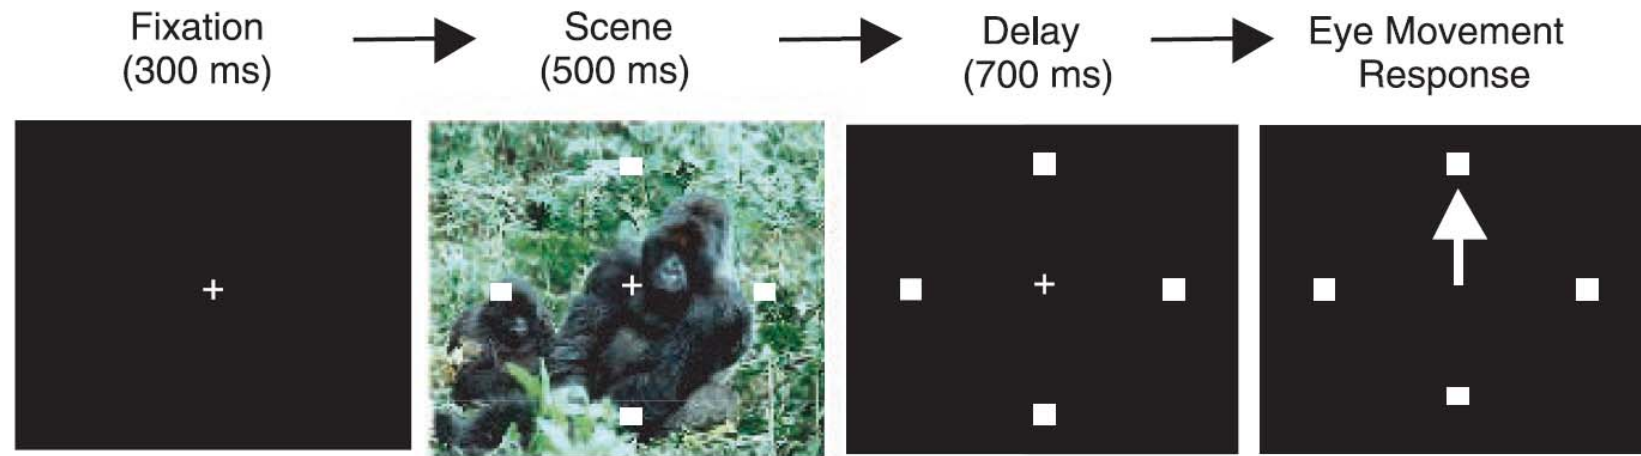 Fixation
(300 ms)
Scene
(500 ms)
Delay
(700 ms)
Eye Movement
Response